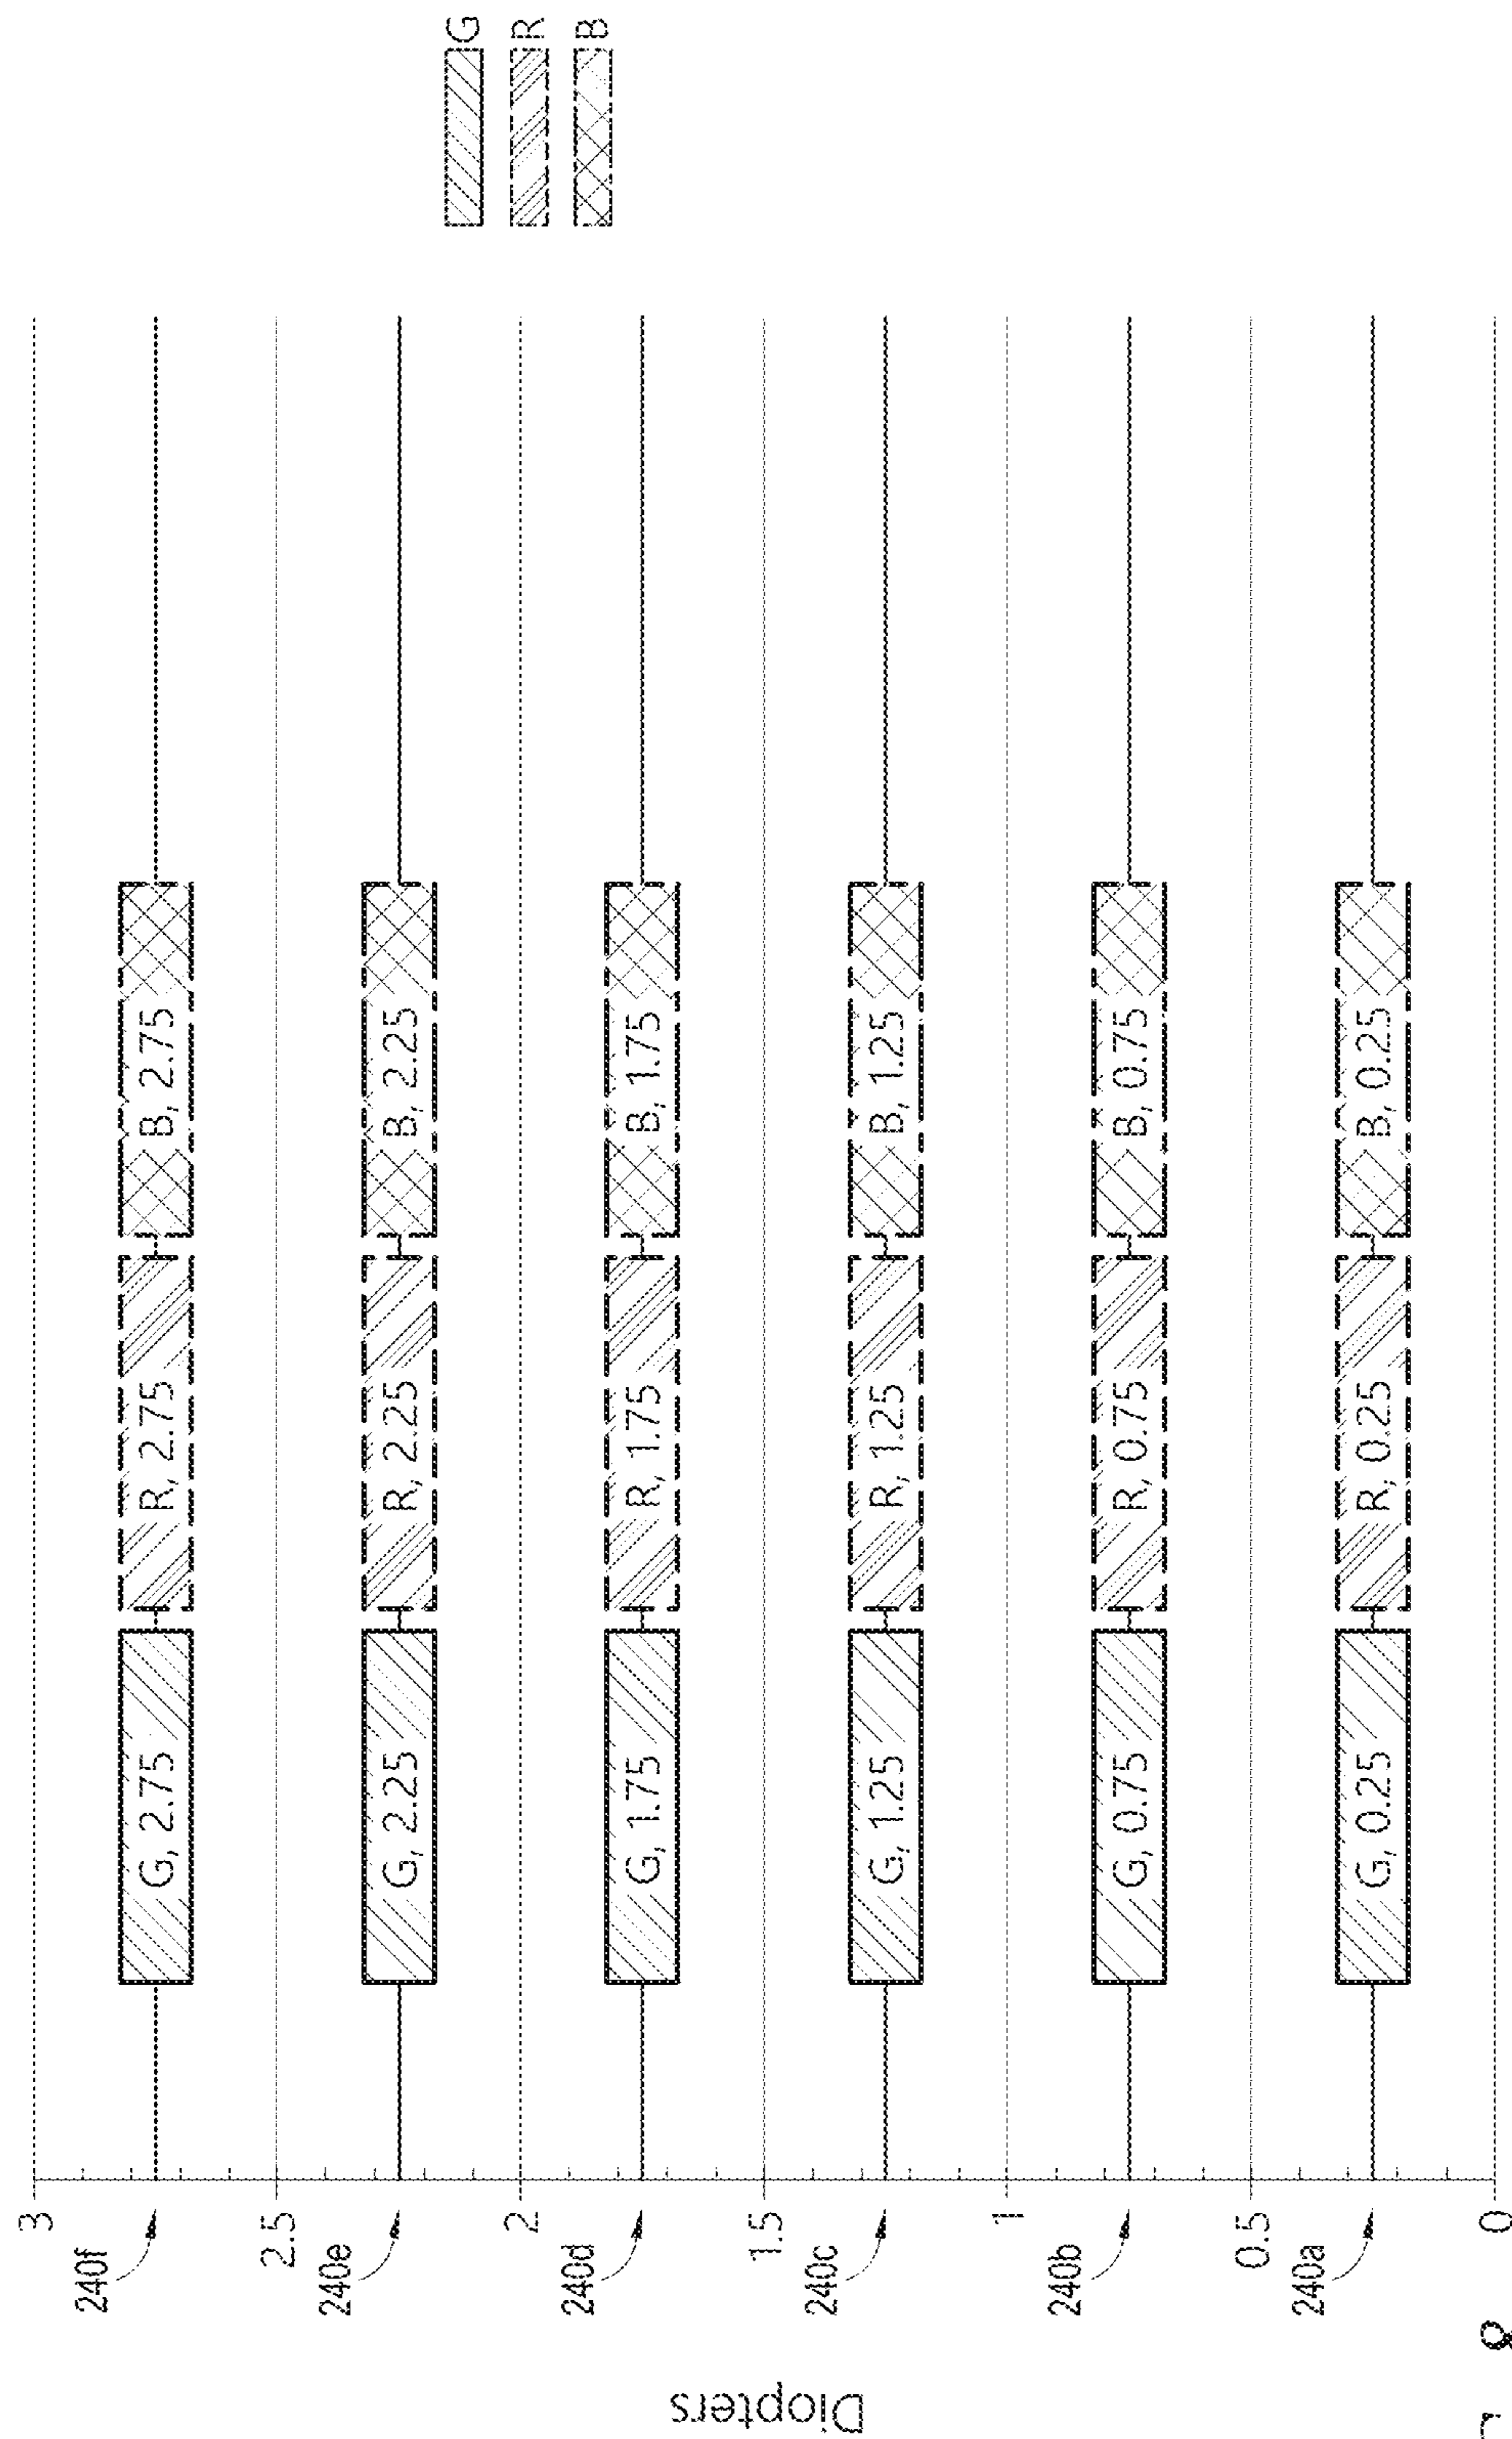 G
R
B
3
240f
G, 2.75 R, 2.75 B, 2.75
2.5
240e
G, 2.25 R, 2.25 B, 2.25
2
240d
G, 1.75 R, 1.75 B, 1.75
1.5
240c
G, 1.25 R, 1.25 B, 1.25
1
240b
G, 0.75 R, 0.75 B, 0.75
0.5
240a
G, 0.25 R, 0.25 B, 0.25
0
Diopters